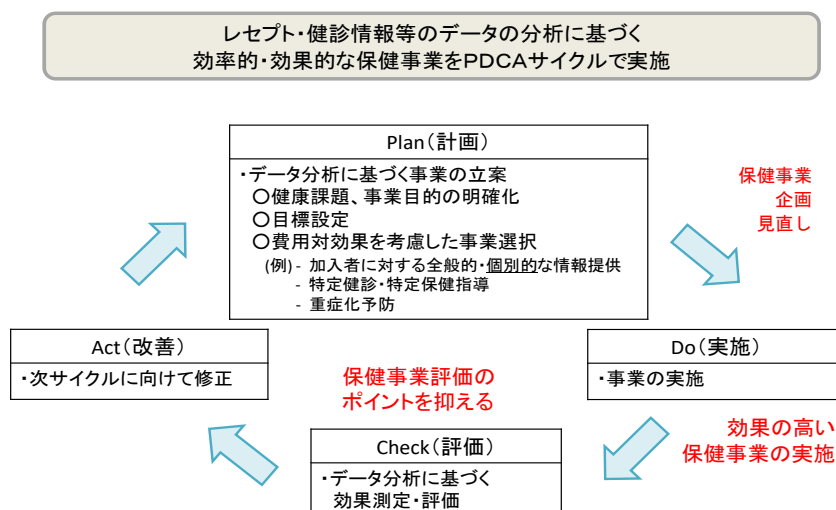 レセプト・健診情報等のデータの分析に基づく
効率的・効果的な保健事業をPDCAサイクルで実施
Plan(計画)
・データ分析に基づく事業の立案
〇健康課題、事業目的の明確化
〇目標設定
〇費用対効果を考慮した事業選択
(例)- 加入者に対する全般的・個別的な情報提供
- 特定健診・特定保健指導
- 重症化予防
保健事業
企画
見直し
Act(改善)
・次サイクルに向けて修正
Do(実施)
・事業の実施
保健事業評価の
ポイントを抑える
効果の高い
保健事業の実施
Check(評価)
・データ分析に基づく
効果測定・評価